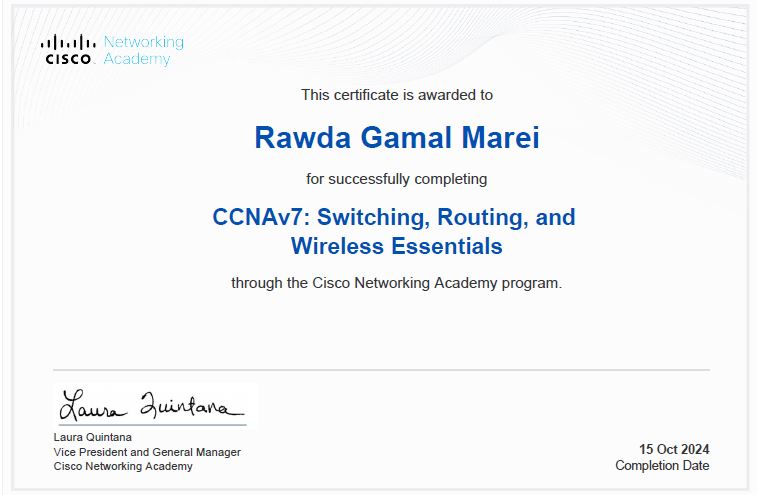 Networking
CISCO Academy
This certificate is awarded to
Rawda Gamal Marei
for successfully completing
CCNAv7: Switching, Routing, and
Wireless Essentials
through the Cisco Networking Academy program.
Laura Quintana
Laura Quintana
Vice President and General Manager
Cisco Networking Academy
15 Oct 2024
Completion Date